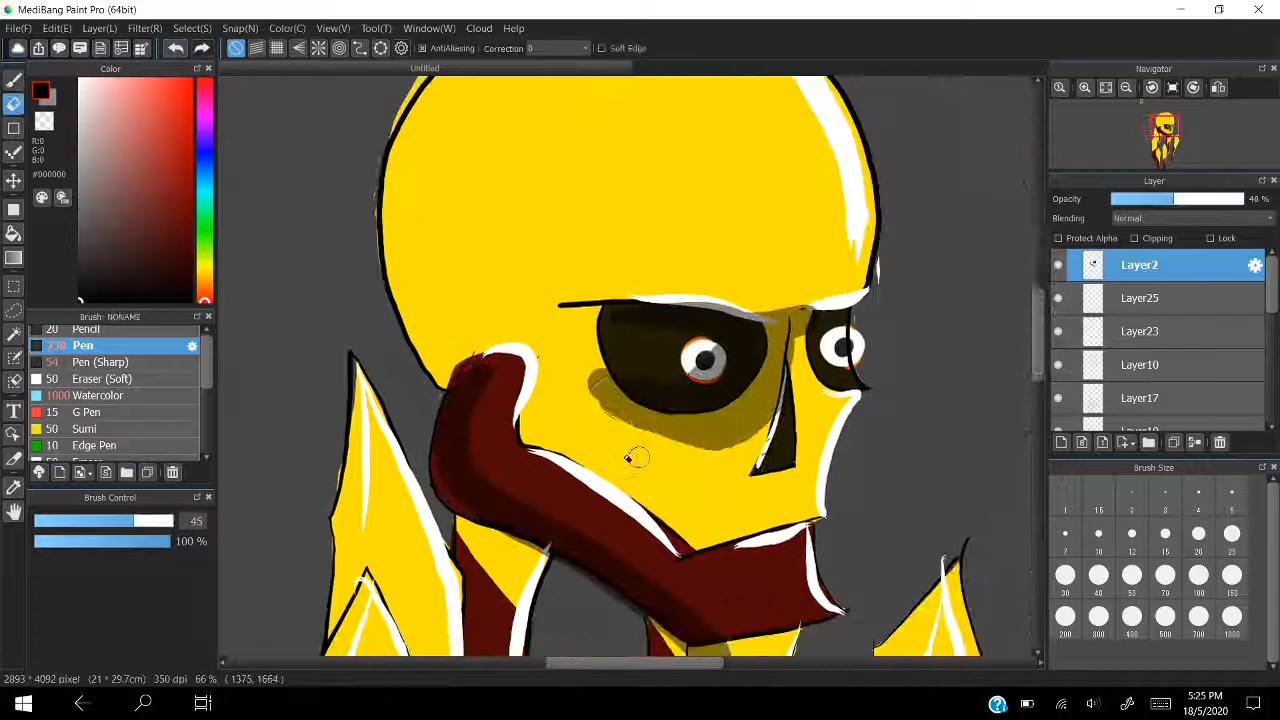 MediBang Paint Pro (64bit)
File(F) Edit(E) Layer(L) Filter(R) Select(S) Snap(N) Color(C) View(V) Tool(T) Window(W) Cloud Help
AntiAliasing Correction 0 Soft Edge
Color
Untitled
Navigator
R:0
G:0
B:0
#000000
Layer
Opacity 48 %
Blending Normal
Protect Alpha Clipping Lock
Layer2
Layer25
Layer23
Layer10
Layer17
Brush: NONAME
20 Pencil
Pen
54 Pen (Sharp)
50 Eraser (Soft)
1000 Watercolor
15 G Pen
50 Sumi
10 Edge Pen
Brush Control
45
100 %
Brush Size
1 1.5 2 3 4 5
7 10 12 15 20 25
30 40 50 70 100 150
200 300 400 500 700 1000
2893 * 4092 pixel (21 * 29.7cm) 350 dpi 66 % ( 1375, 1664 )
5:25 PM
18/5/2020